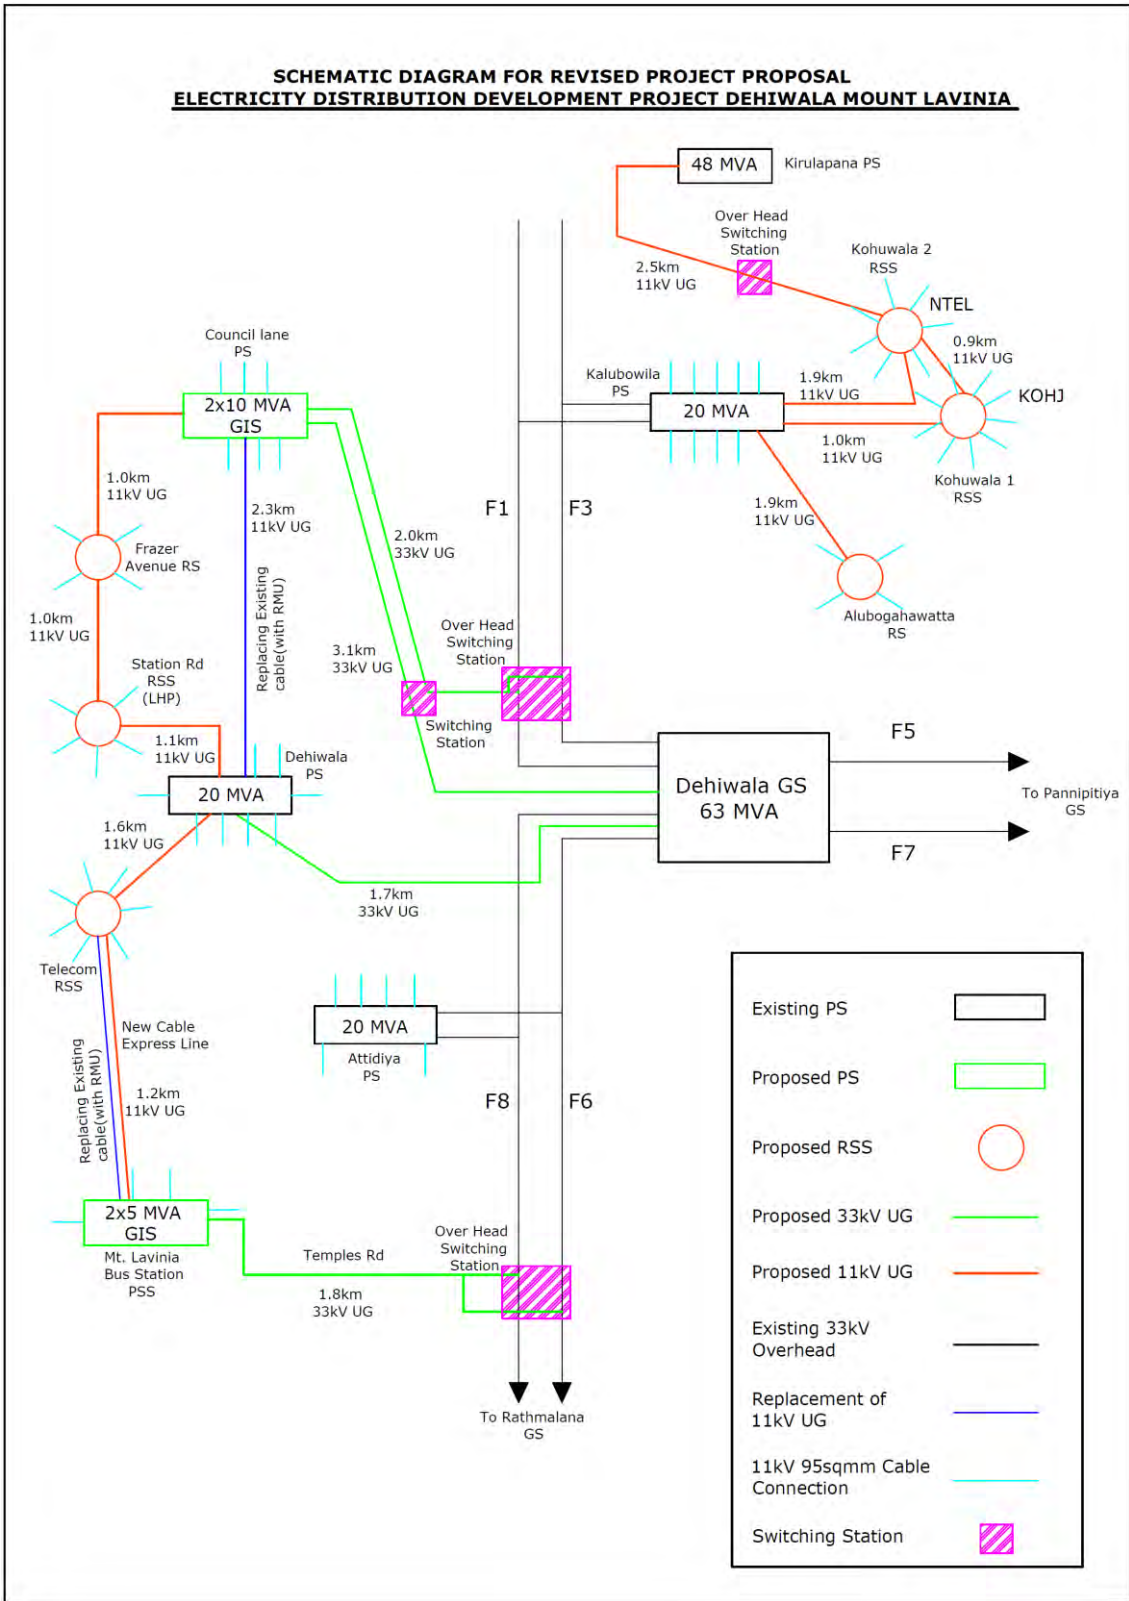 SCHEMATIC DIAGRAM FOR REVISED PROJECT PROPOSAL
ELECTRICITY DISTRIBUTION DEVELOPMENT PROJECT DEHIWALA MOUNT LAVINIA
48 MVA
Kirulapana PS
Over Head
Switching
Station
2.5km
11kV UG
Kohuwala 2
RSS
NTEL
0.9km
11kV UG
KOHJ
Kohuwala 1
RSS
Kalubowila
PS
20 MVA
1.9km
11kV UG
1.0km
11kV UG
1.9km
11kV UG
Alubogahawatta
RS
Council lane
PS
2x10 MVA
GIS
1.0km
11kV UG
Frazer
Avenue RS
1.0km
11kV UG
Station Rd
RSS
(LHP)
1.1km
11kV UG
2.3km
11kV UG
Replacing Existing
cable(with RMU)
2.0km
33kV UG
3.1km
33kV UG
F1
F3
Over Head
Switching
Station
Switching
Station
Dehiwala
PS
20 MVA
1.6km
11kV UG
1.7km
33kV UG
Dehiwala GS
63 MVA
F5
To Pannipitiya
GS
F7
Telecom
RSS
New Cable
Express Line
Replacing Existing
cable(with RMU)
1.2km
11kV UG
20 MVA
Attidiya
PS
F8
F6
2x5 MVA
GIS
Mt. Lavinia
Bus Station
PSS
Temples Rd
1.8km
33kV UG
Over Head
Switching
Station
To Rathmalana
GS
Existing PS
Proposed PS
Proposed RSS
Proposed 33kV UG
Proposed 11kV UG
Existing 33kV
Overhead
Replacement of
11kV UG
11kV 95sqmm Cable
Connection
Switching Station